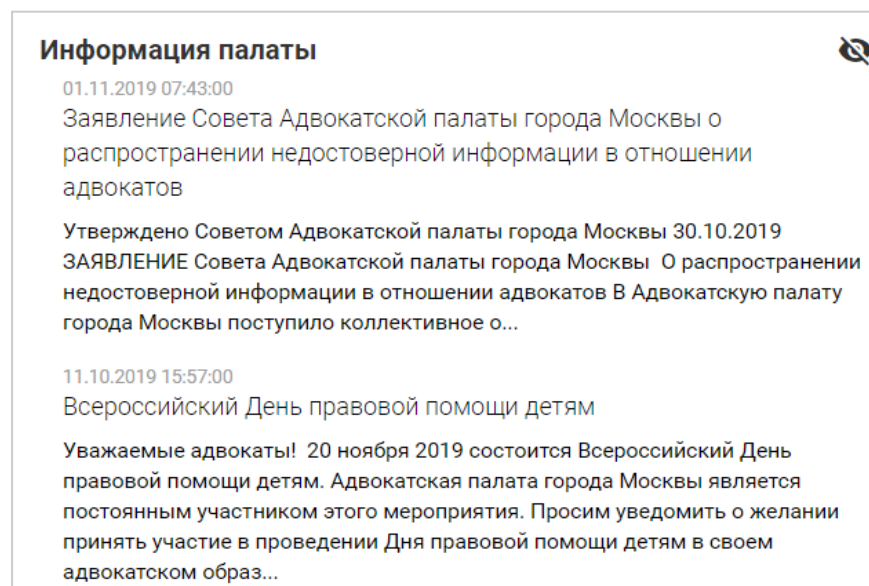 Информация палаты
01.11.2019 07:43:00
Заявление Совета Адвокатской палаты города Москвы о
распространении недостоверной информации в отношении
адвокатов
Утверждено Советом Адвокатской палаты города Москвы 30.10.2019
ЗАЯВЛЕНИЕ Совета Адвокатской палаты города Москвы  О распространении
недостоверной информации в отношении адвокатов В Адвокатскую палату
города Москвы поступило коллективное о...
11.10.2019 15:57:00
Всероссийский День правовой помощи детям
Уважаемые адвокаты!  20 ноября 2019 состоится Всероссийский День
правовой помощи детям. Адвокатская палата города Москвы является
постоянным участником этого мероприятия. Просим уведомить о желании
принять участие в проведении Дня правовой помощи детям в своем
адвокатском образ...